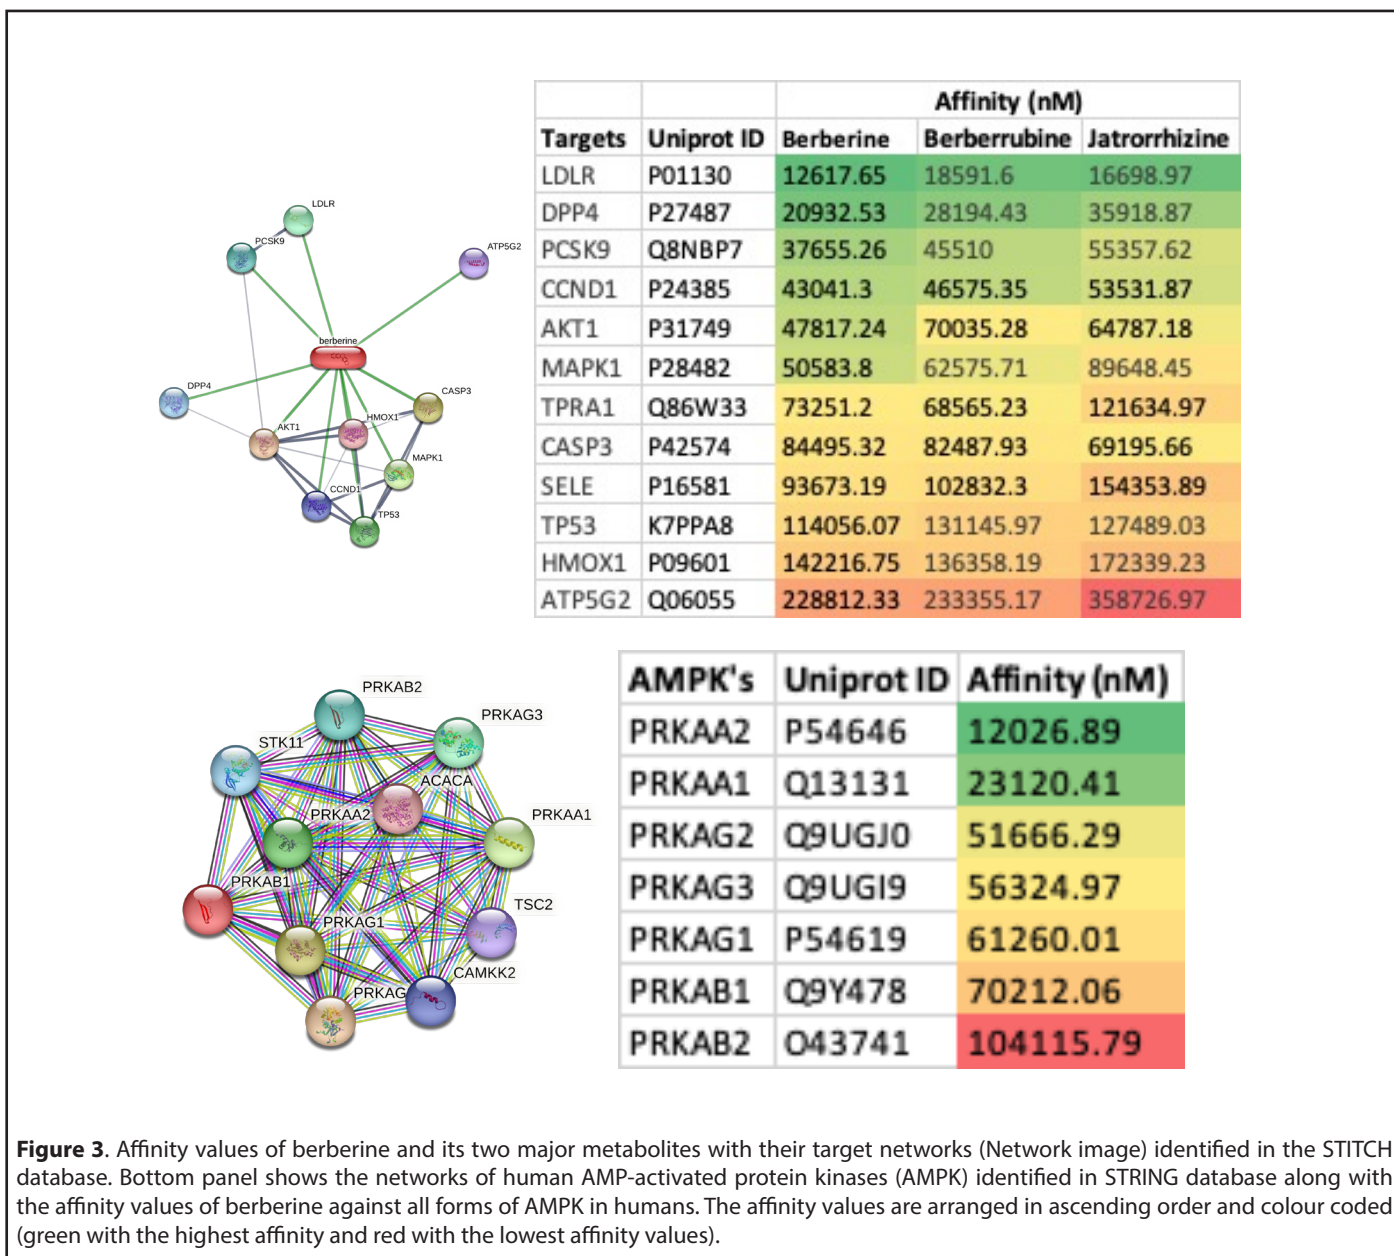 LDLR
PCSK9
ATP5G2
berberine
DPP4
CASP3
HMOX1
AKT1
MAPK1
CCND1
TP53
Affinity (nM)
Targets Uniprot ID Berberine Berberrubine Jatrorrhizine
LDLR P01130 12617.65 18591.6 16698.97
DPP4 P27487 20932.53 28194.43 35918.87
PCSK9 Q8NBP7 37655.26 45510 55357.62
CCND1 P24385 43041.3 46575.35 53531.87
AKT1 P31749 47817.24 70035.28 64787.18
MAPK1 P28482 50583.8 62575.71 89648.45
TPRA1 Q86W33 73251.2 68565.23 121634.97
CASP3 P42574 84495.32 82487.93 69195.66
SELE P16581 93673.19 102832.3 154353.89
TP53 K7PPA8 114056.07 131145.97 127489.03
HMOX1 P09601 142216.75 136358.19 172339.23
ATP5G2 Q06055 228812.33 233355.17 358726.97
PRKAB2
PRKAG3
STK11
ACACA
PRKAA2
PRKAA1
PRKAB1
TSC2
PRKAG1
CAMKK2
PRKAG
AMPK's Uniprot ID Affinity (nM)
PRKAA2 P54646 12026.89
PRKAA1 Q13131 23120.41
PRKAG2 Q9UGJ0 51666.29
PRKAG3 Q9UGI9 56324.97
PRKAG1 P54619 61260.01
PRKAB1 Q9Y478 70212.06
PRKAB2 O43741 104115.79
Figure 3. Affinity values of berberine and its two major metabolites with their target networks (Network image) identified in the STITCH
database. Bottom panel shows the networks of human AMP-activated protein kinases (AMPK) identified in STRING database along with
the affinity values of berberine against all forms of AMPK in humans. The affinity values are arranged in ascending order and colour coded
(green with the highest affinity and red with the lowest affinity values).